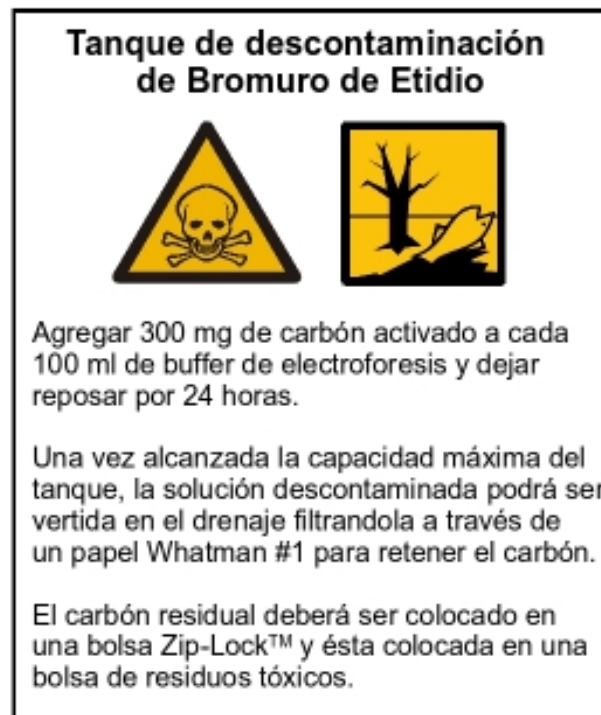 Tanque de descontaminación
de Bromuro de Etidio
Agregar 300 mg de carbón activado a cada
100 ml de buffer de electroforesis y dejar
reposar por 24 horas.
Una vez alcanzada la capacidad máxima del
tanque, la solución descontaminada podrá ser
vertida en el drenaje filtrandola a través de
un papel Whatman #1 para retener el carbón.
El carbón residual deberá ser colocado en
una bolsa Zip-Lock™ y ésta colocada en una
bolsa de residuos tóxicos.